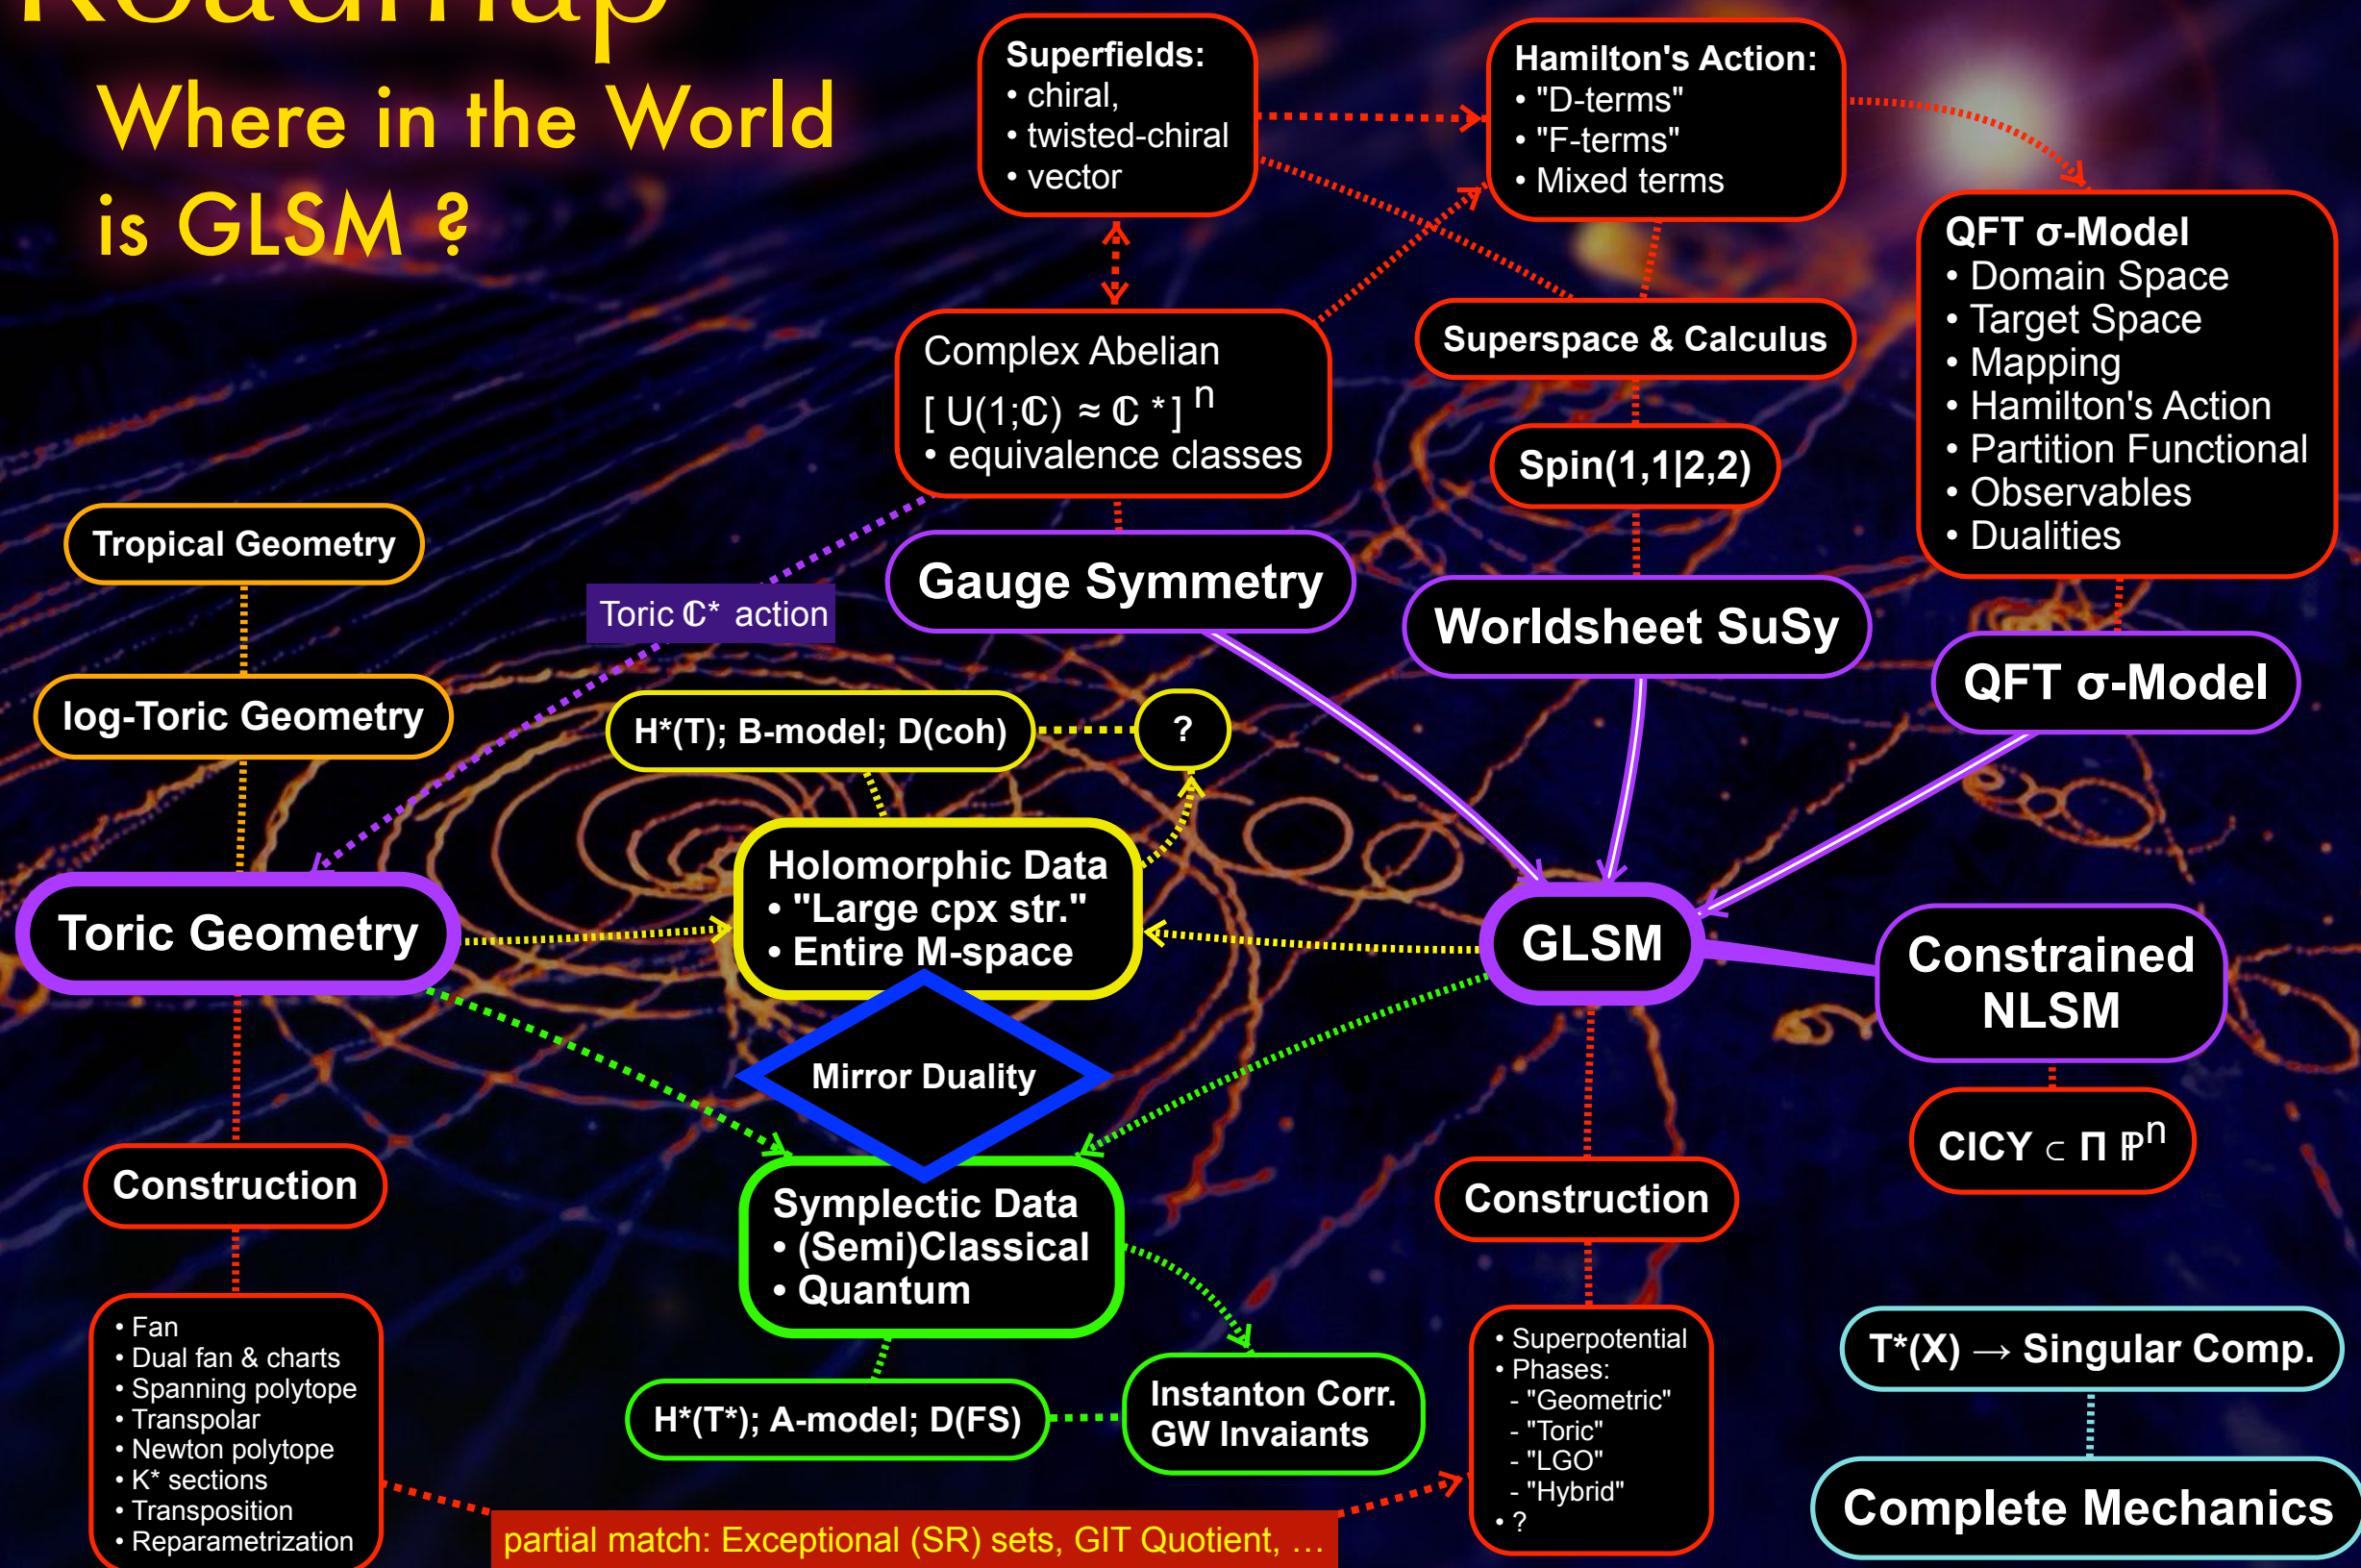 Roadmap
Where in the World
is GLSM ?
Superfields:
• chiral,
• twisted-chiral
• vector
Hamilton's Action:
• "D-terms"
• "F-terms"
• Mixed terms
QFT σ-Model
• Domain Space
• Target Space
• Mapping
• Hamilton's Action
• Partition Functional
• Observables
• Dualities
Complex Abelian
[ U(1;ℂ) ≈ ℂ * ] n
• equivalence classes
Superspace & Calculus
Spin(1,1|2,2)
Tropical Geometry
Gauge Symmetry
Toric ℂ* action
Worldsheet SuSy
QFT σ-Model
log-Toric Geometry
H*(T); B-model; D(coh)
?
Toric Geometry
Holomorphic Data
• "Large cpx str."
• Entire M-space
GLSM
Constrained
NLSM
Mirror Duality
CICY ⊂ Π ℙn
Construction
Symplectic Data
• (Semi)Classical
• Quantum
Construction
• Fan
• Dual fan & charts
• Spanning polytope
• Transpolar
• Newton polytope
• K* sections
• Transposition
• Reparametrization
H*(T*); A-model; D(FS)
Instanton Corr.
GW Invaiants
• Superpotential
• Phases:
- "Geometric"
- "Toric"
- "LGO"
- "Hybrid"
• ?
T*(X) → Singular Comp.
Complete Mechanics
partial match: Exceptional (SR) sets, GIT Quotient, …